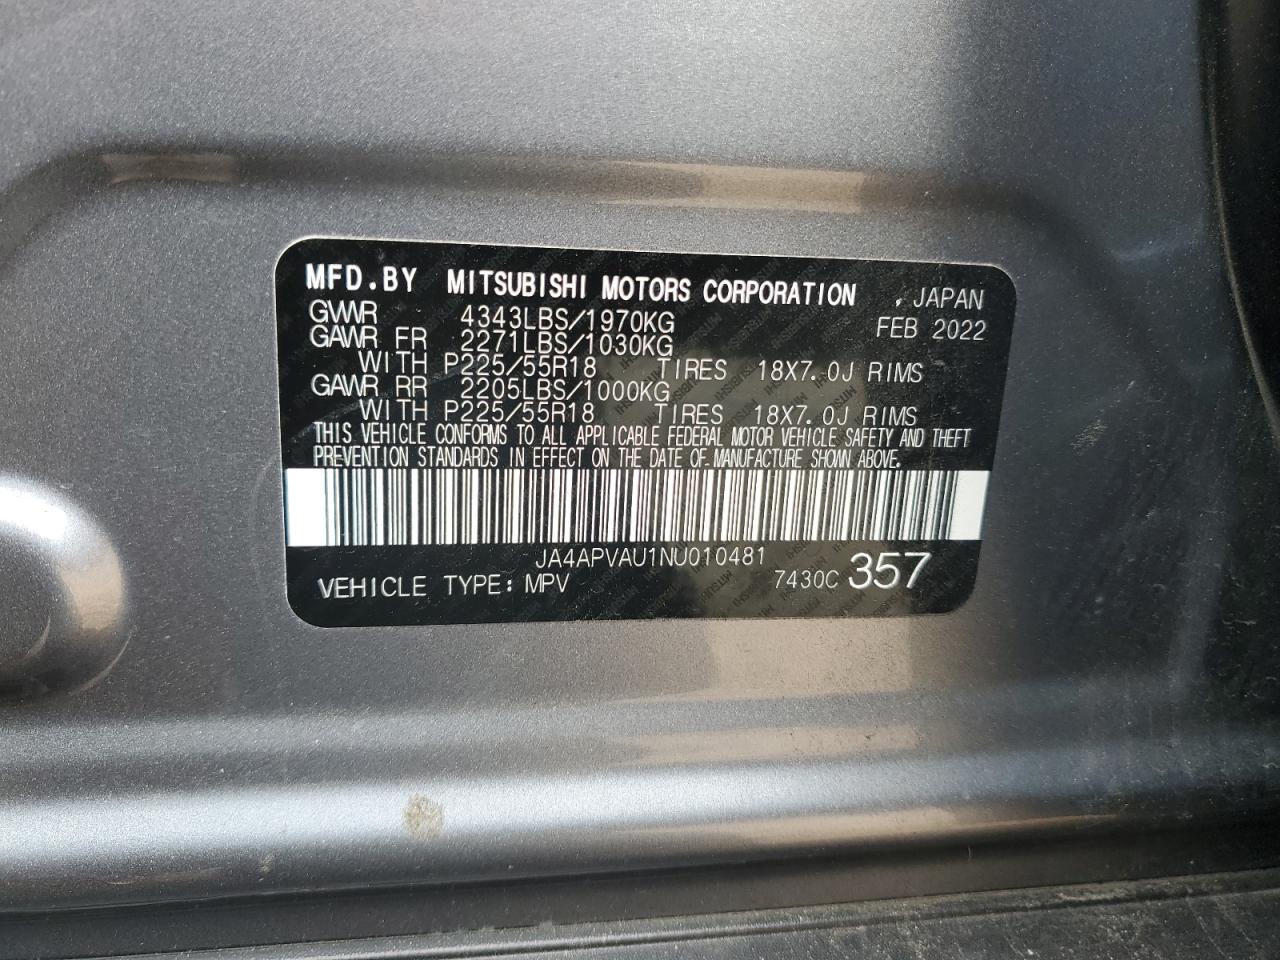 MFD.BY MITSUBISHI MOTORS CORPORATION , JAPAN
GVWR 4343LBS/1970KG FEB 2022
GAWR FR 2271LBS/1030KG
WITH P225/55R18 TIRES 18X7.0J RIMS
GAWR RR 2205LBS/1000KG
WITH P225/55R18 TIRES 18X7.0J RIMS
THIS VEHICLE CONFORMS TO ALL APPLICABLE FEDERAL MOTOR VEHICLE SAFETY AND THEFT
PREVENTION STANDARDS IN EFFECT ON THE DATE OF MANUFACTURE SHOWN ABOVE.
JA4APVAU1NU010481
VEHICLE TYPE: MPV 7430C 357